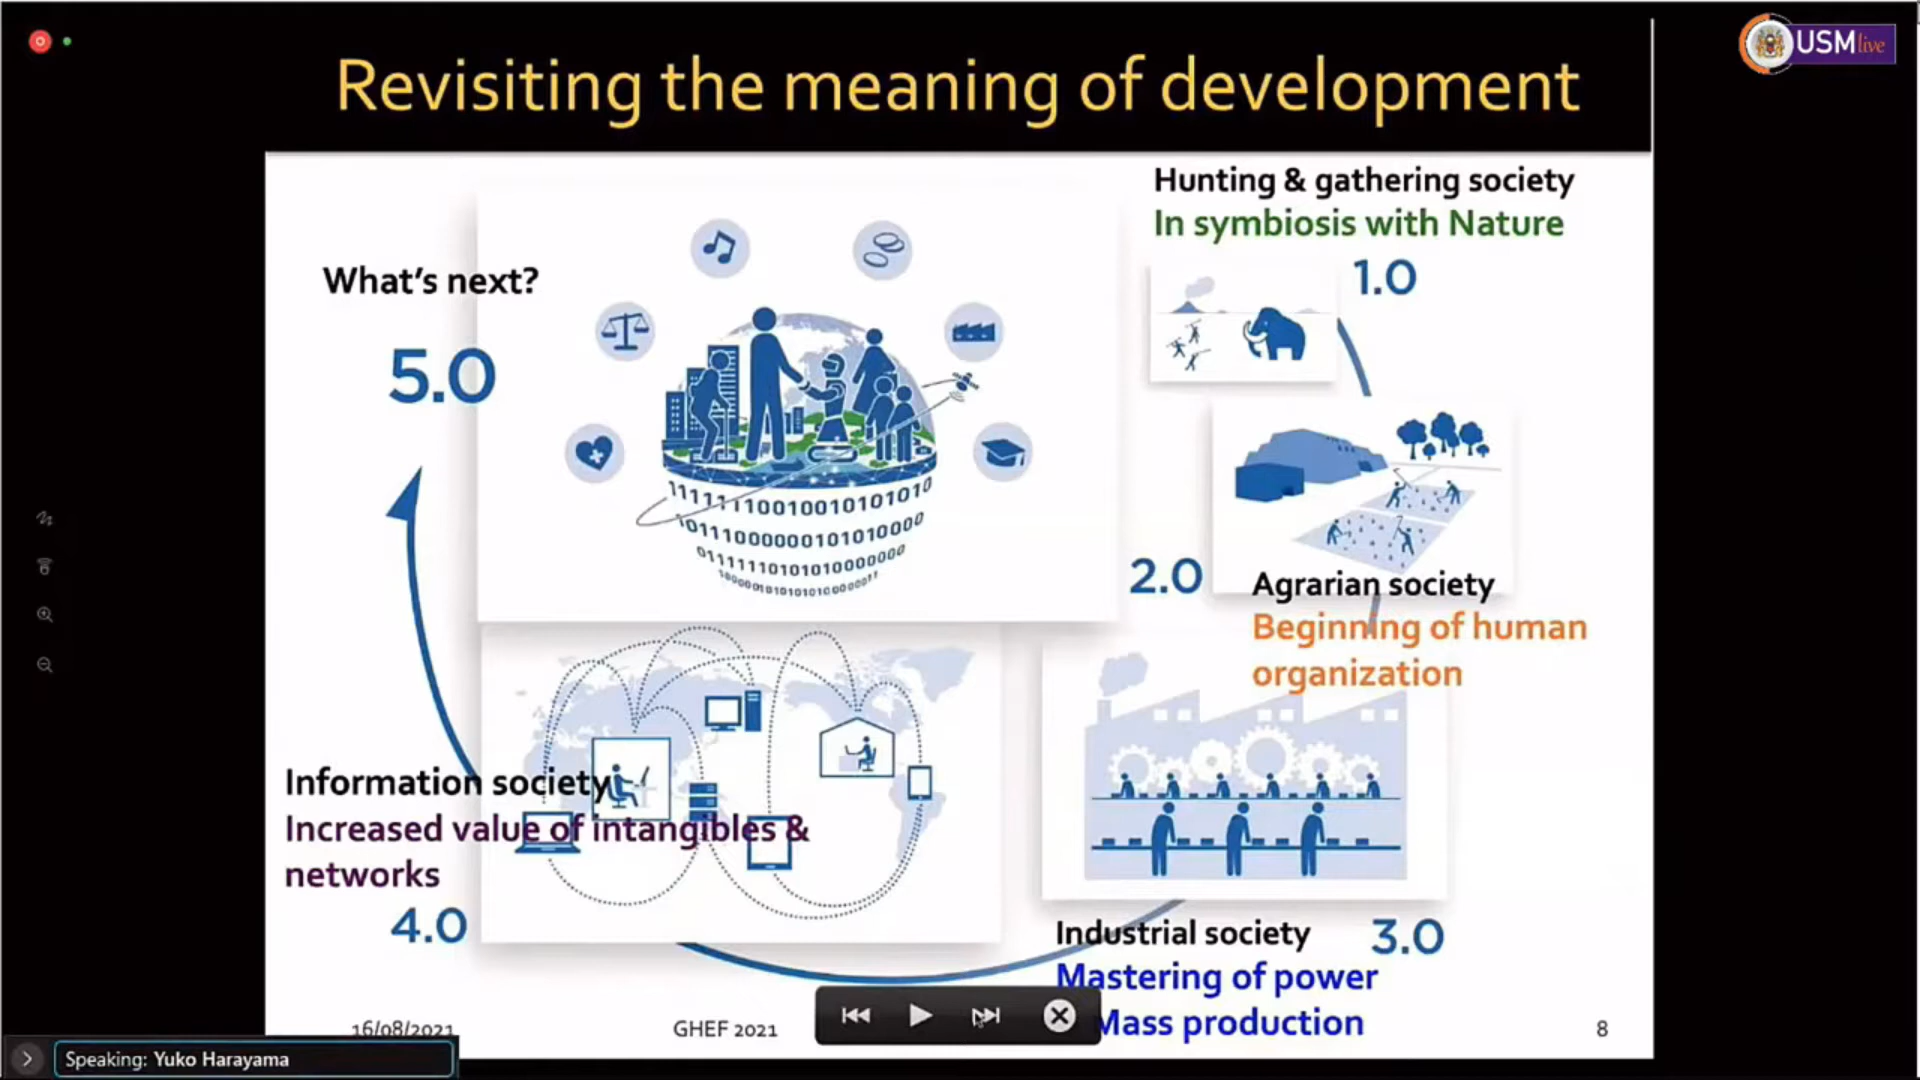 USMlive
Revisiting the meaning of development
Hunting & gathering society
In symbiosis with Nature
1.0
What's next?
5.0
11111110010010101010
0111000000101010000
2.0
Agrarian society
Beginning of human
organization
Information society
Increased value of intangibles &
networks
4.0
Industrial society
3.0
Mastering of power
Mass production
16/08/2021
GHEF 2021
8
Speaking: Yuko Harayama